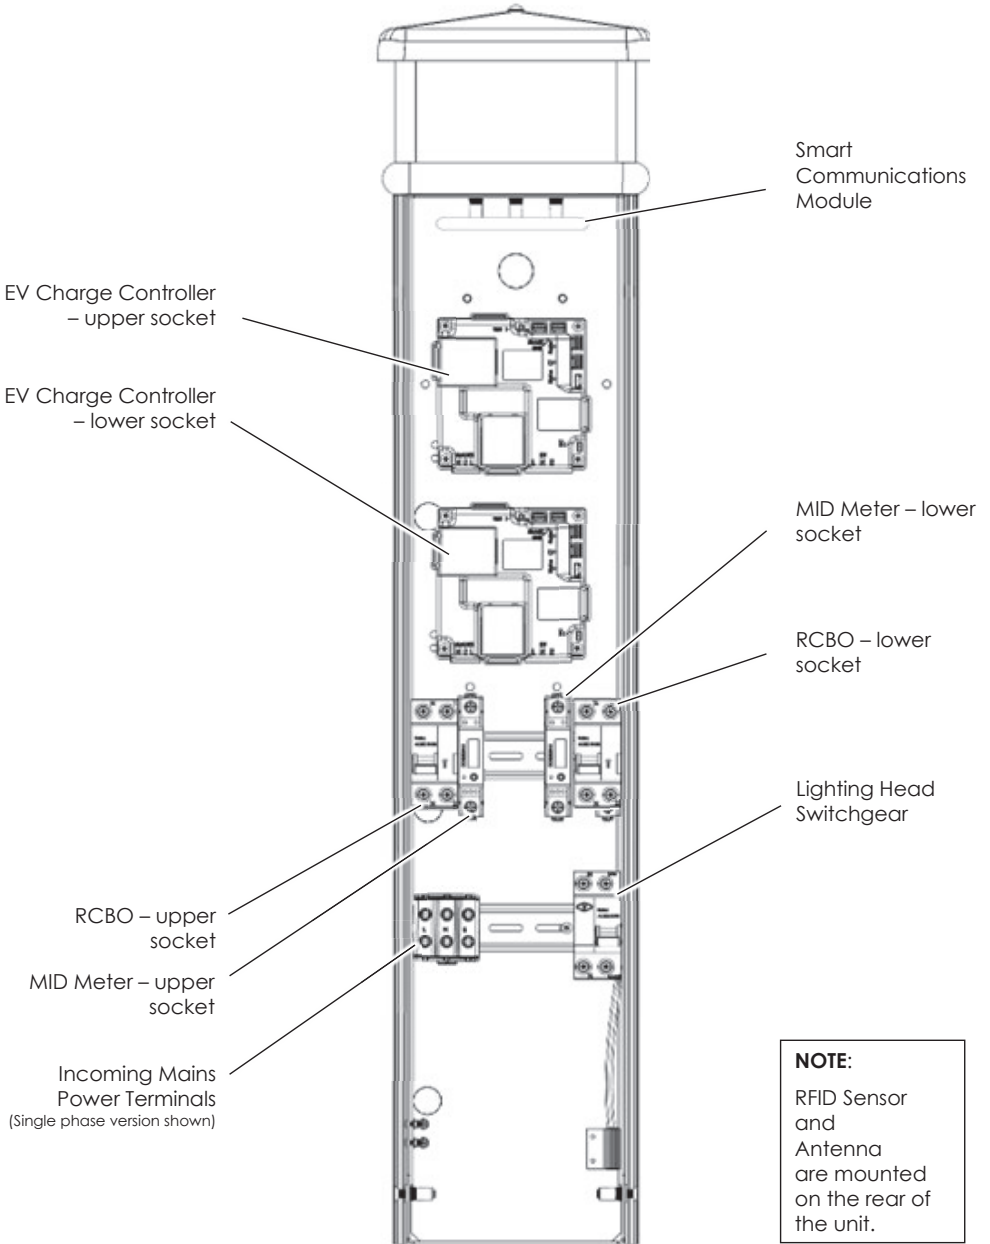 Smart
Communications
Module
EV Charge Controller
– upper socket
EV Charge Controller
– lower socket
MID Meter – lower
socket
RCBO – lower
socket
Lighting Head
Switchgear
RCBO – upper
socket
MID Meter – upper
socket
Incoming Mains
Power Terminals
(Single phase version shown)
L N E
NOTE:
RFID Sensor
and
Antenna
are mounted
on the rear of
the unit.